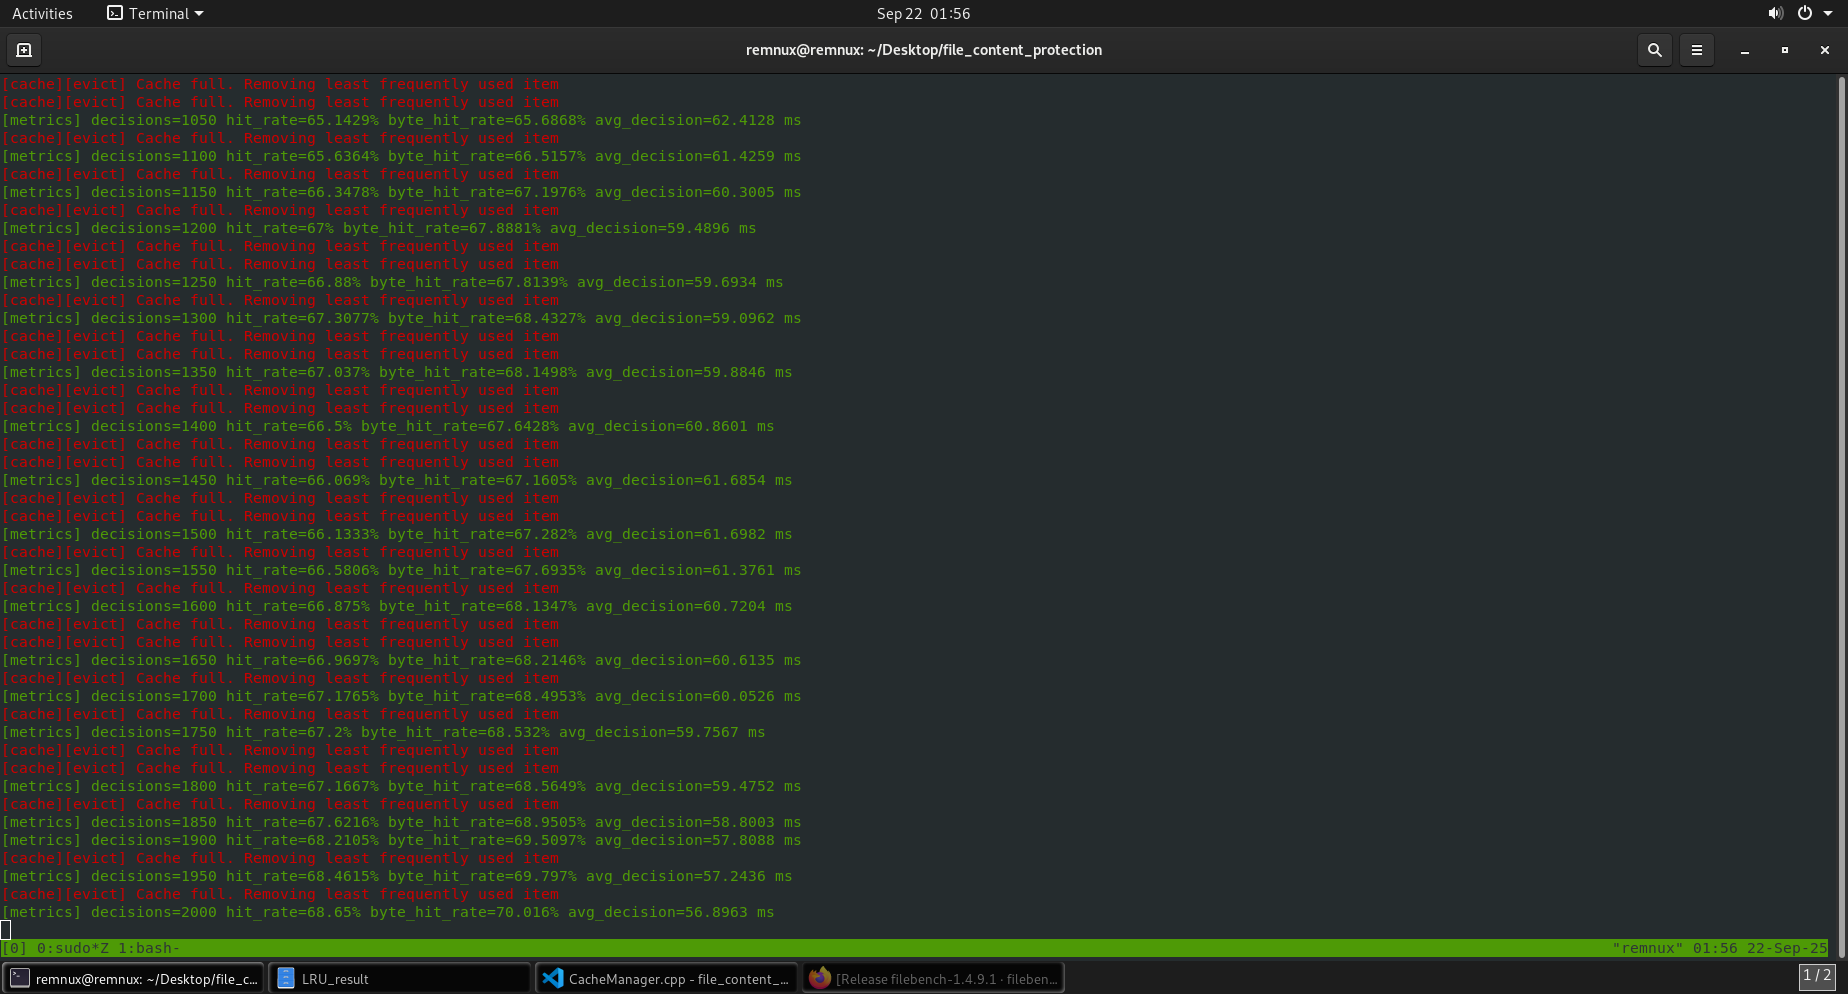 Activities Terminal Sep 22 01:56
remnux@remnux: ~/Desktop/file_content_protection
[cache][evict] Cache full. Removing least frequently used item
[cache][evict] Cache full. Removing least frequently used item
[metrics] decisions=1050 hit_rate=65.1429% byte_hit_rate=65.6868% avg_decision=62.4128 ms
[cache][evict] Cache full. Removing least frequently used item
[metrics] decisions=1100 hit_rate=65.6364% byte_hit_rate=66.5157% avg_decision=61.4259 ms
[cache][evict] Cache full. Removing least frequently used item
[metrics] decisions=1150 hit_rate=66.3478% byte_hit_rate=67.1976% avg_decision=60.3005 ms
[cache][evict] Cache full. Removing least frequently used item
[metrics] decisions=1200 hit_rate=67% byte_hit_rate=67.8881% avg_decision=59.4896 ms
[cache][evict] Cache full. Removing least frequently used item
[cache][evict] Cache full. Removing least frequently used item
[metrics] decisions=1250 hit_rate=66.88% byte_hit_rate=67.8139% avg_decision=59.6934 ms
[cache][evict] Cache full. Removing least frequently used item
[metrics] decisions=1300 hit_rate=67.3077% byte_hit_rate=68.4327% avg_decision=59.0962 ms
[cache][evict] Cache full. Removing least frequently used item
[cache][evict] Cache full. Removing least frequently used item
[metrics] decisions=1350 hit_rate=67.037% byte_hit_rate=68.1498% avg_decision=59.8846 ms
[cache][evict] Cache full. Removing least frequently used item
[cache][evict] Cache full. Removing least frequently used item
[metrics] decisions=1400 hit_rate=66.5% byte_hit_rate=67.6428% avg_decision=60.8601 ms
[cache][evict] Cache full. Removing least frequently used item
[cache][evict] Cache full. Removing least frequently used item
[metrics] decisions=1450 hit_rate=66.069% byte_hit_rate=67.1605% avg_decision=61.6854 ms
[cache][evict] Cache full. Removing least frequently used item
[cache][evict] Cache full. Removing least frequently used item
[metrics] decisions=1500 hit_rate=66.1333% byte_hit_rate=67.282% avg_decision=61.6982 ms
[cache][evict] Cache full. Removing least frequently used item
[metrics] decisions=1550 hit_rate=66.5806% byte_hit_rate=67.6935% avg_decision=61.3761 ms
[cache][evict] Cache full. Removing least frequently used item
[metrics] decisions=1600 hit_rate=66.875% byte_hit_rate=68.1347% avg_decision=60.7204 ms
[cache][evict] Cache full. Removing least frequently used item
[cache][evict] Cache full. Removing least frequently used item
[metrics] decisions=1650 hit_rate=66.9697% byte_hit_rate=68.2146% avg_decision=60.6135 ms
[cache][evict] Cache full. Removing least frequently used item
[metrics] decisions=1700 hit_rate=67.1765% byte_hit_rate=68.4953% avg_decision=60.0526 ms
[cache][evict] Cache full. Removing least frequently used item
[metrics] decisions=1750 hit_rate=67.2% byte_hit_rate=68.532% avg_decision=59.7567 ms
[cache][evict] Cache full. Removing least frequently used item
[cache][evict] Cache full. Removing least frequently used item
[metrics] decisions=1800 hit_rate=67.1667% byte_hit_rate=68.5649% avg_decision=59.4752 ms
[cache][evict] Cache full. Removing least frequently used item
[metrics] decisions=1850 hit_rate=67.6216% byte_hit_rate=68.9505% avg_decision=58.8003 ms
[metrics] decisions=1900 hit_rate=68.2105% byte_hit_rate=69.5097% avg_decision=57.8088 ms
[cache][evict] Cache full. Removing least frequently used item
[metrics] decisions=1950 hit_rate=68.4615% byte_hit_rate=69.797% avg_decision=57.2436 ms
[cache][evict] Cache full. Removing least frequently used item
[metrics] decisions=2000 hit_rate=68.65% byte_hit_rate=70.016% avg_decision=56.8963 ms
[0] 0:sudo*Z 1:bash- "remnux" 01:56 22-Sep-25
remnux@remnux: ~/Desktop/file_c... LRU_result CacheManager.cpp - file_content_... [Release filebench-1.4.9.1 · fileben... 1 / 2